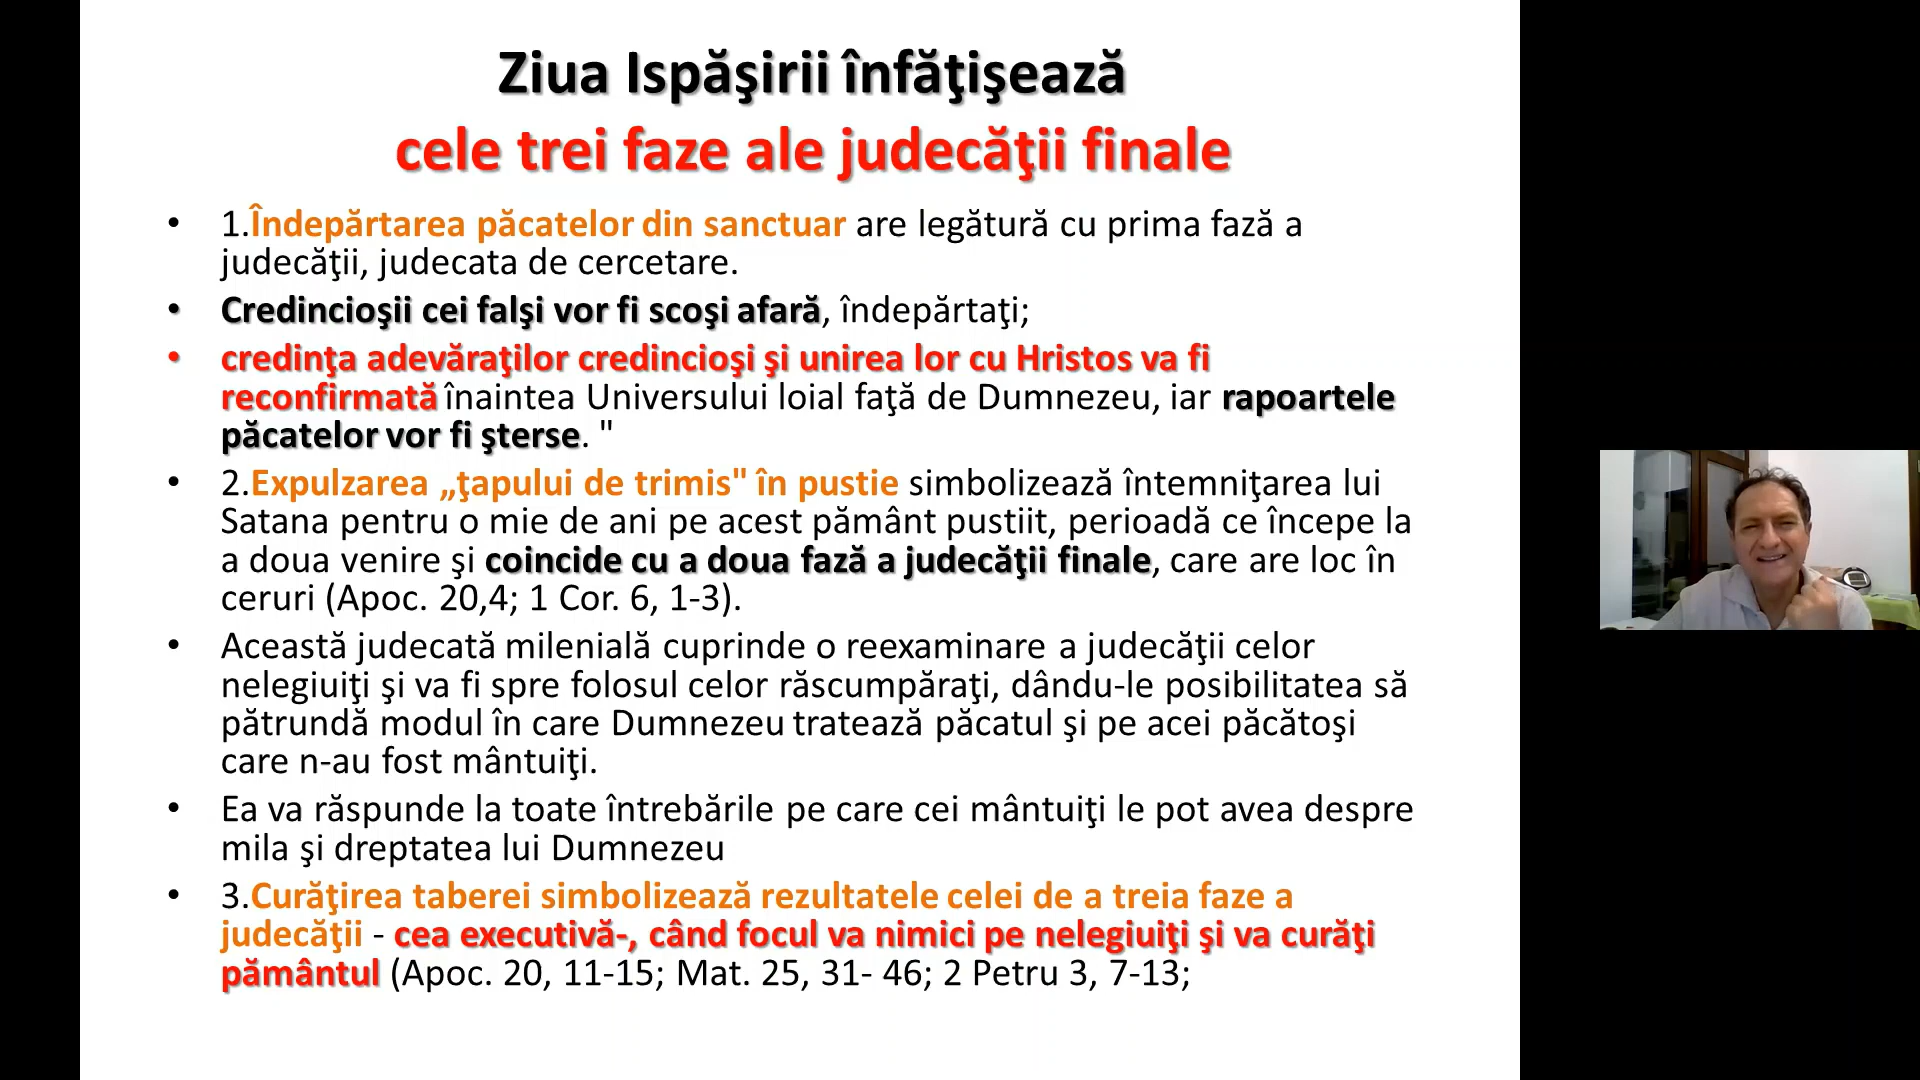 Ziua Ispăşirii înfăţişează
cele trei faze ale judecăţii finale
• 1.Îndepărtarea păcatelor din sanctuar are legătură cu prima fază a
judecăţii, judecata de cercetare.
• Credincioşii cei falşi vor fi scoşi afară, îndepărtaţi;
• credinţa adevăraţilor credincioşi şi unirea lor cu Hristos va fi
reconfirmată înaintea Universului loial faţă de Dumnezeu, iar rapoartele
păcatelor vor fi şterse. "
• 2.Expulzarea „ţapului de trimis" în pustie simbolizează întemniţarea lui
Satana pentru o mie de ani pe acest pământ pustiit, perioadă ce începe la
a doua venire şi coincide cu a doua fază a judecăţii finale, care are loc în
ceruri (Apoc. 20,4; 1 Cor. 6, 1-3).
• Această judecată milenială cuprinde o reexaminare a judecăţii celor
nelegiuiţi şi va fi spre folosul celor răscumpăraţi, dându-le posibilitatea să
pătrundă modul în care Dumnezeu tratează păcatul şi pe acei păcătoşi
care n-au fost mântuiţi.
• Ea va răspunde la toate întrebările pe care cei mântuiţi le pot avea despre
mila şi dreptatea lui Dumnezeu
• 3.Curăţirea taberei simbolizează rezultatele celei de a treia faze a
judecăţii - cea executivă-, când focul va nimici pe nelegiuiţi şi va curăţi
pământul (Apoc. 20, 11-15; Mat. 25, 31- 46; 2 Petru 3, 7-13;